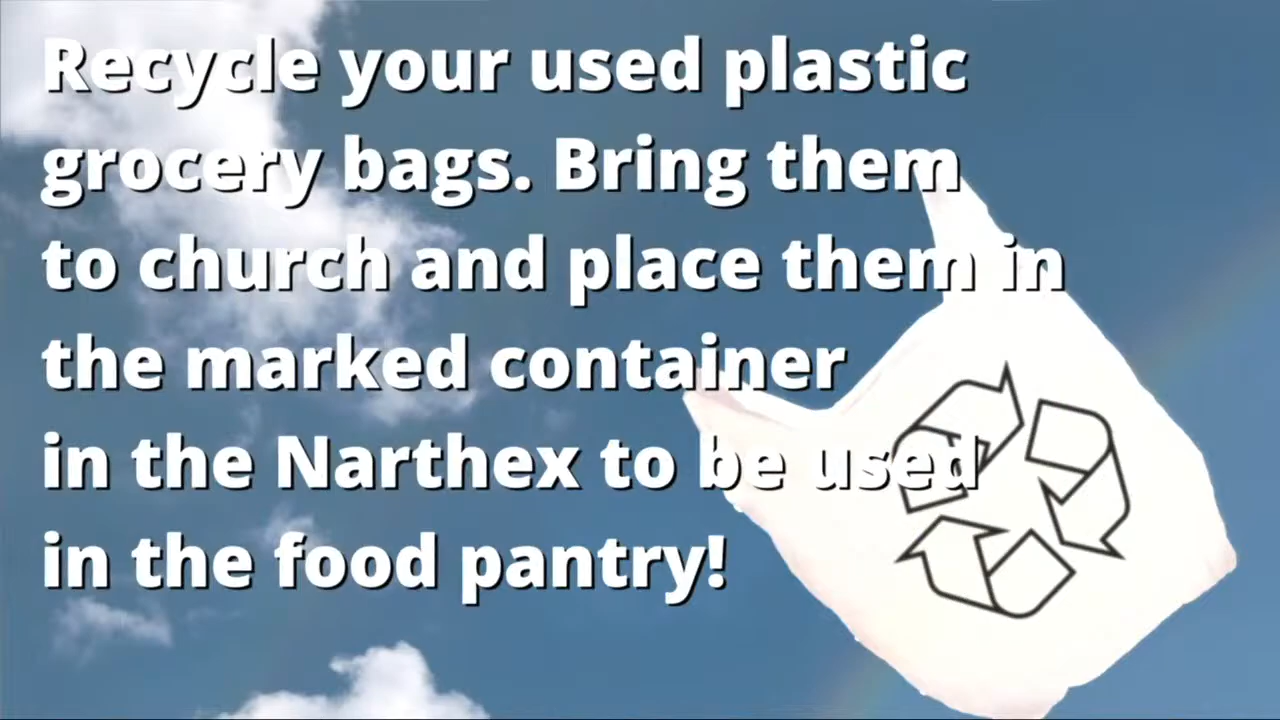 Recycle your used plastic
grocery bags. Bring them
to church and place them in
the marked container
in the Narthex to be used
in the food pantry!